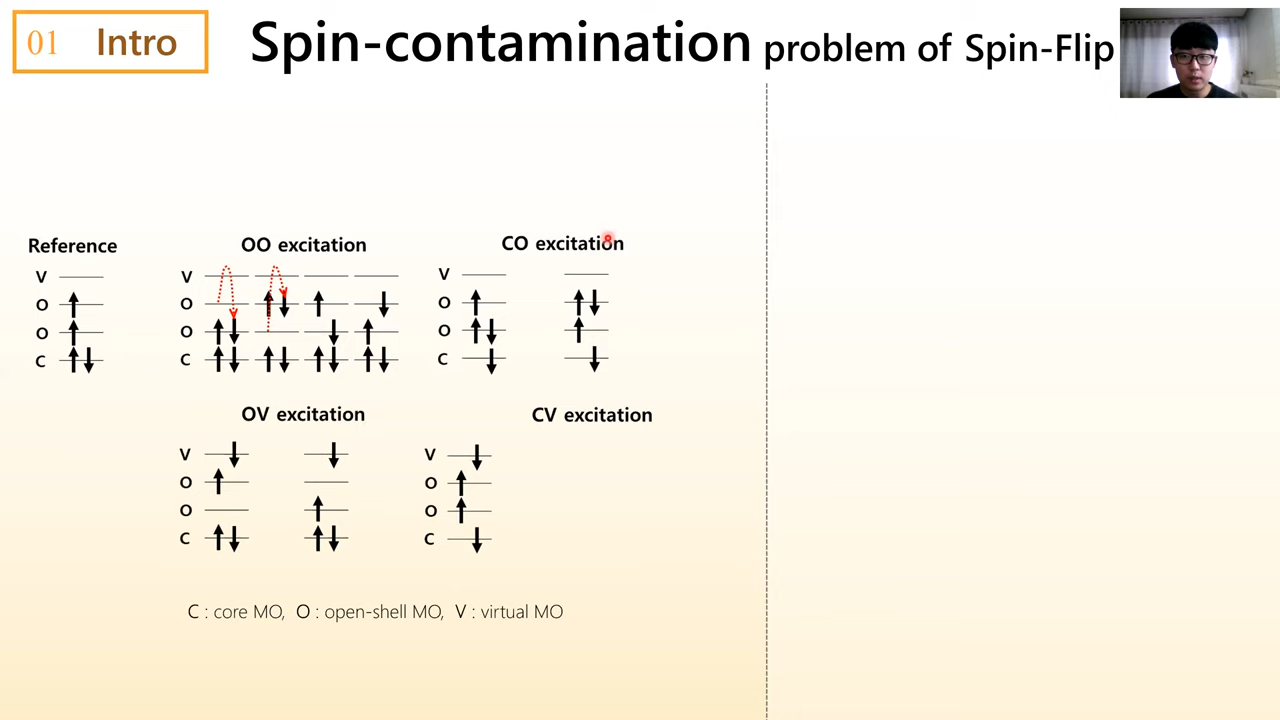 01 Intro
Spin-contamination problem of Spin-Flip
Reference
OO excitation
CO excitation
V
O
O
C
V
O
O
C
V
O
O
C
OV excitation
CV excitation
V
O
O
C
V
O
O
C
C : core MO, O : open-shell MO, V : virtual MO